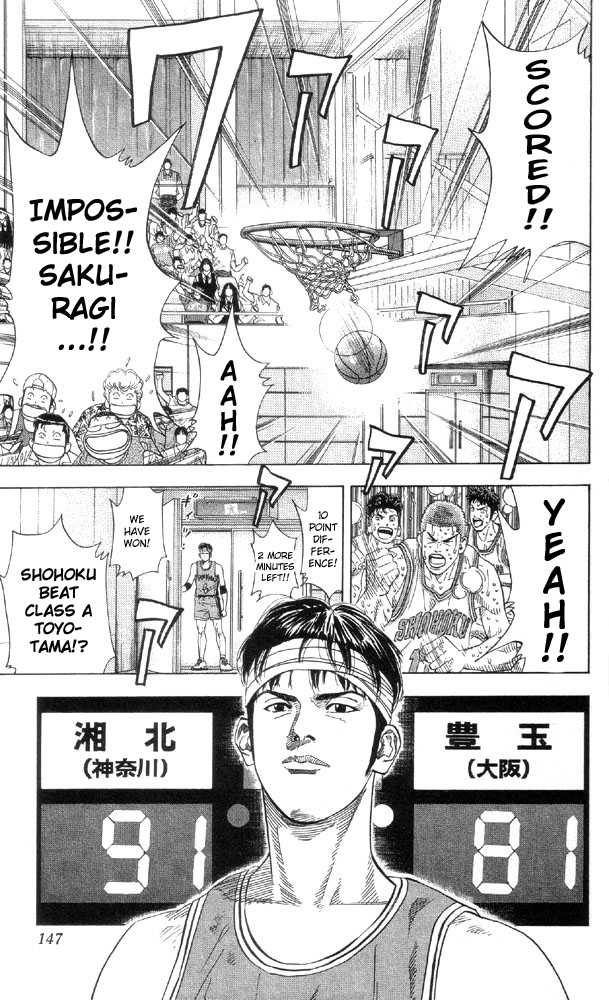 SCORED!!
ワアアアア
IMPOS-
SIBLE!!
SAKU-
RAGI
...!!
AAH!!
YEAH!!
SHOHOKU
10
POINT
DIF-
FER-
ENCE!
2 MORE
MINUTES
LEFT!!
WE
HAVE
WON!
SHOHOKU
BEAT
CLASS A
TOYO-
TAMA!?
湘北
(神奈川)
91
豊玉
(大阪)
81
147